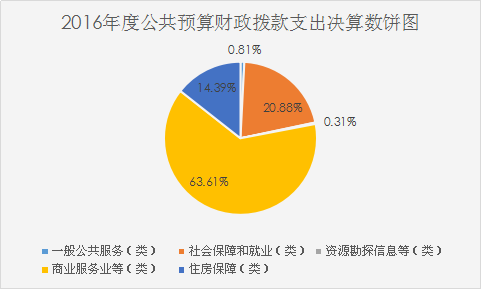 2016年度公共预算财政拨款支出决算数饼图
0.81%
14.39%
20.88%
0.31%
63.61%
一般公共服务（类） 社会保障和就业（类） 资源勘探信息等（类）
商业服务业等（类） 住房保障（类）